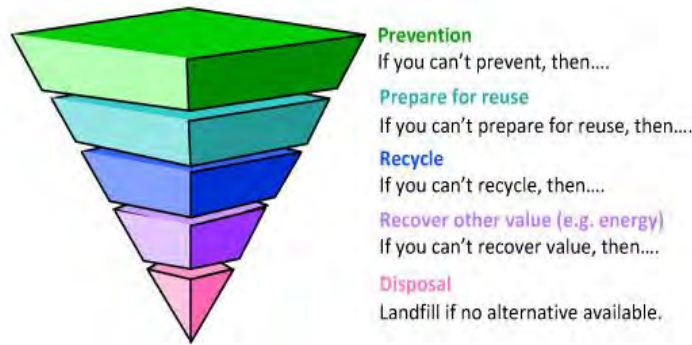 Prevention
If you can't prevent, then....
Prepare for reuse
If you can't prepare for reuse, then....
Recycle
If you can't recycle, then....
Recover other value (e.g. energy)
If you can't recover value, then....
Disposal
Landfill if no alternative available.